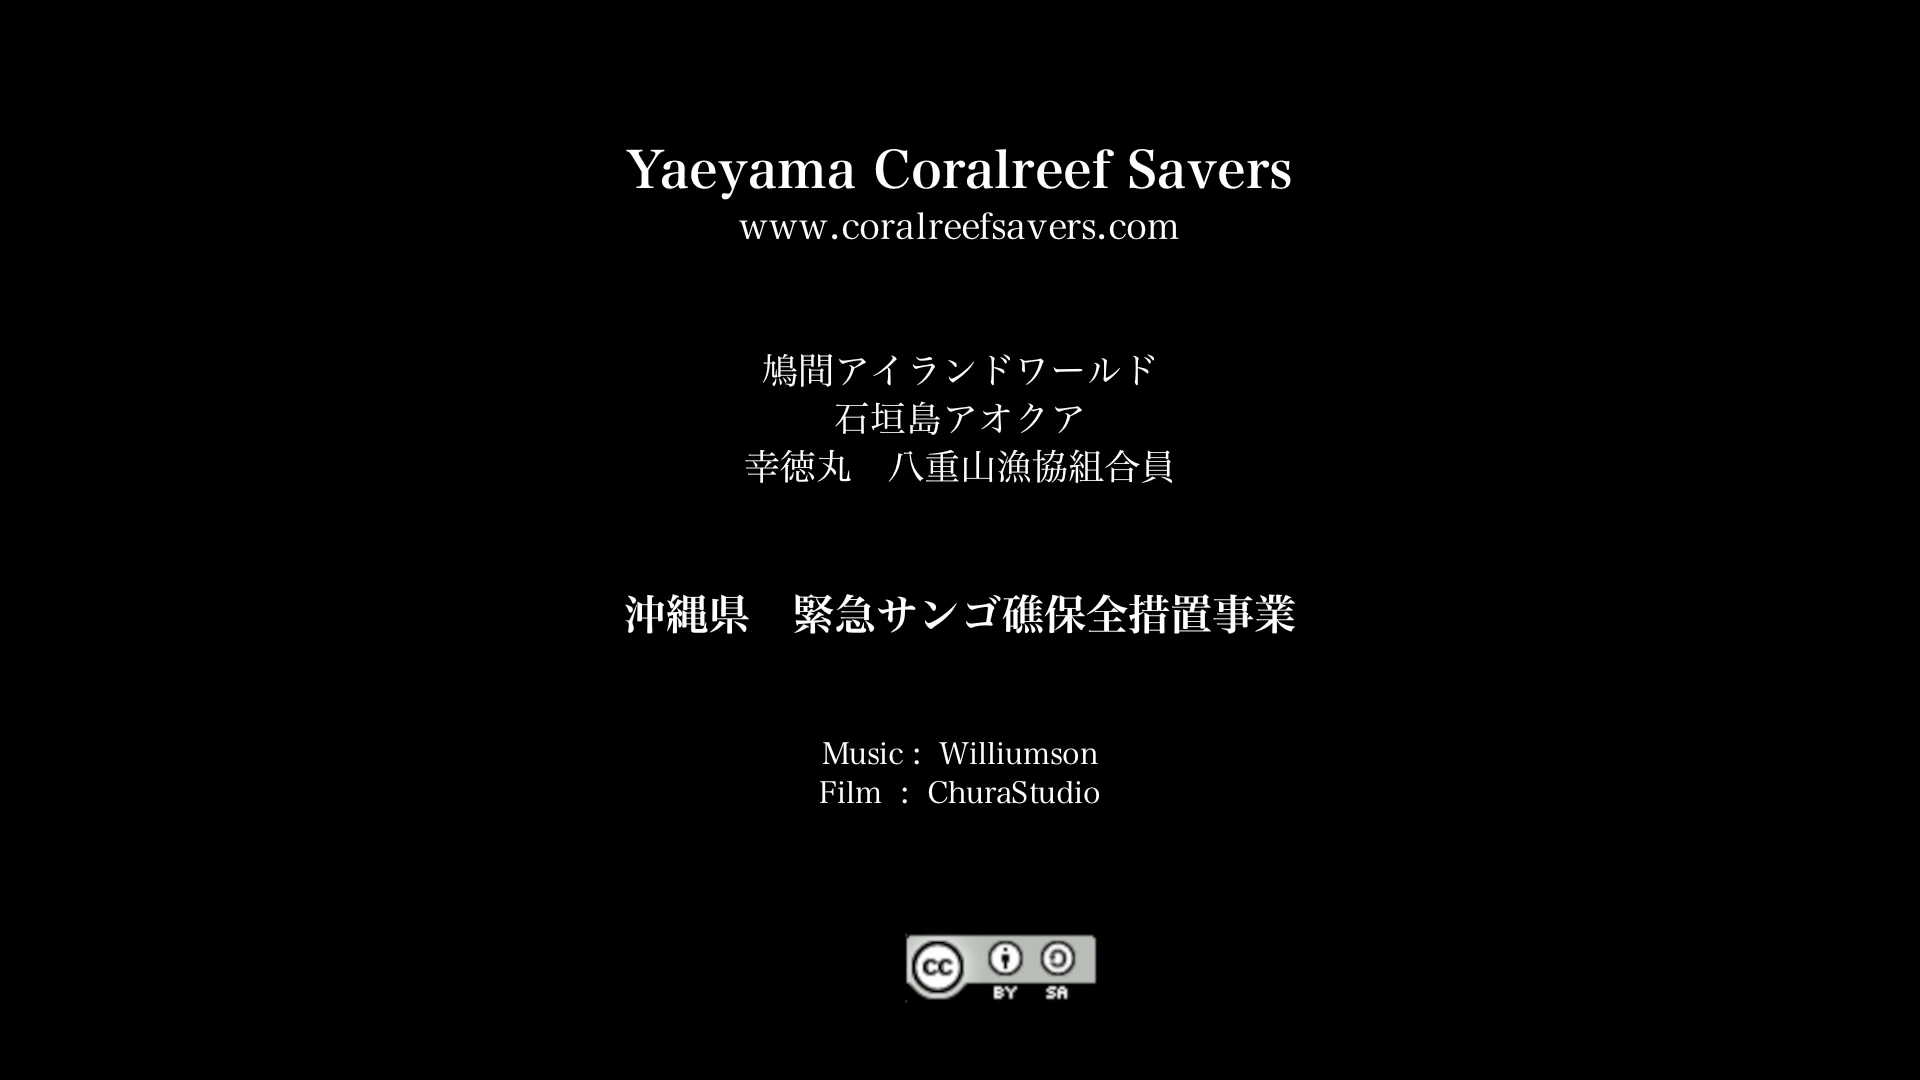 Yaeyama Coralreef Savers
www.coralreefsavers.com
鳩間アイランドワールド
石垣島アオクア
幸徳丸　八重山漁協組合員
沖縄県　緊急サンゴ礁保全措置事業
Music : Williumson
Film : ChuraStudio
CC BY SA